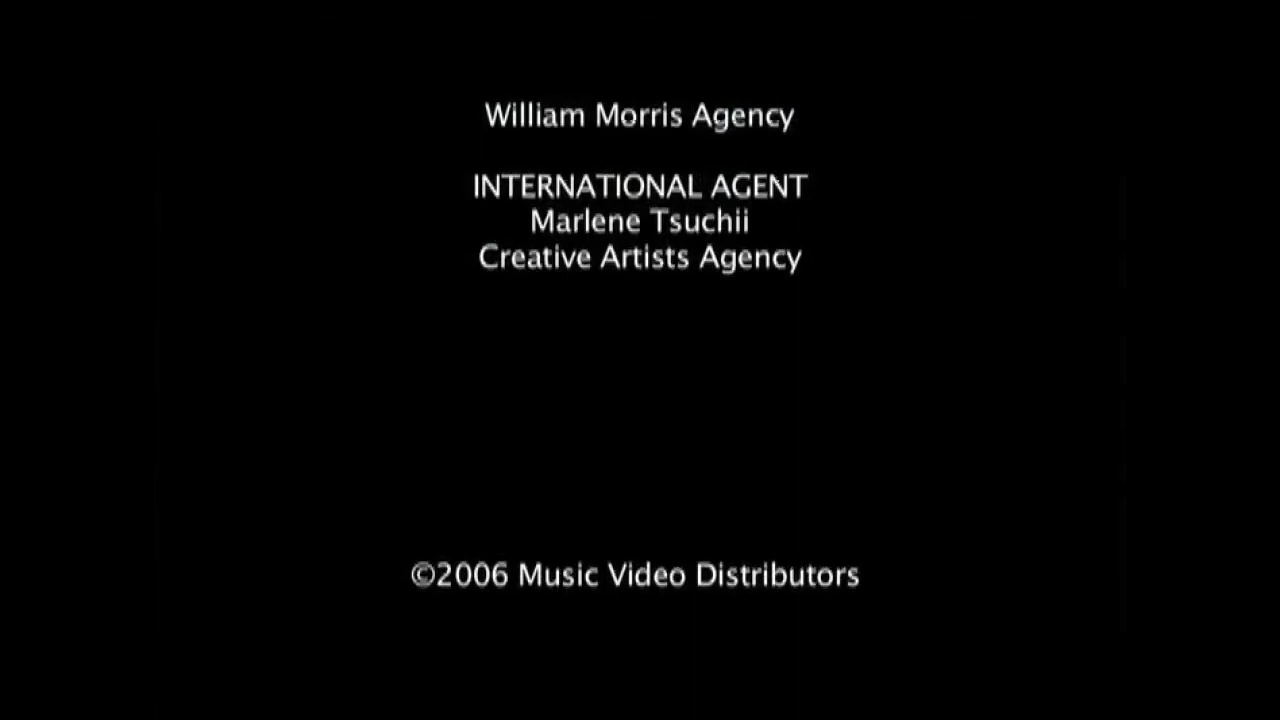 William Morris Agency
INTERNATIONAL AGENT
Marlene Tsuchii
Creative Artists Agency
©2006 Music Video Distributors